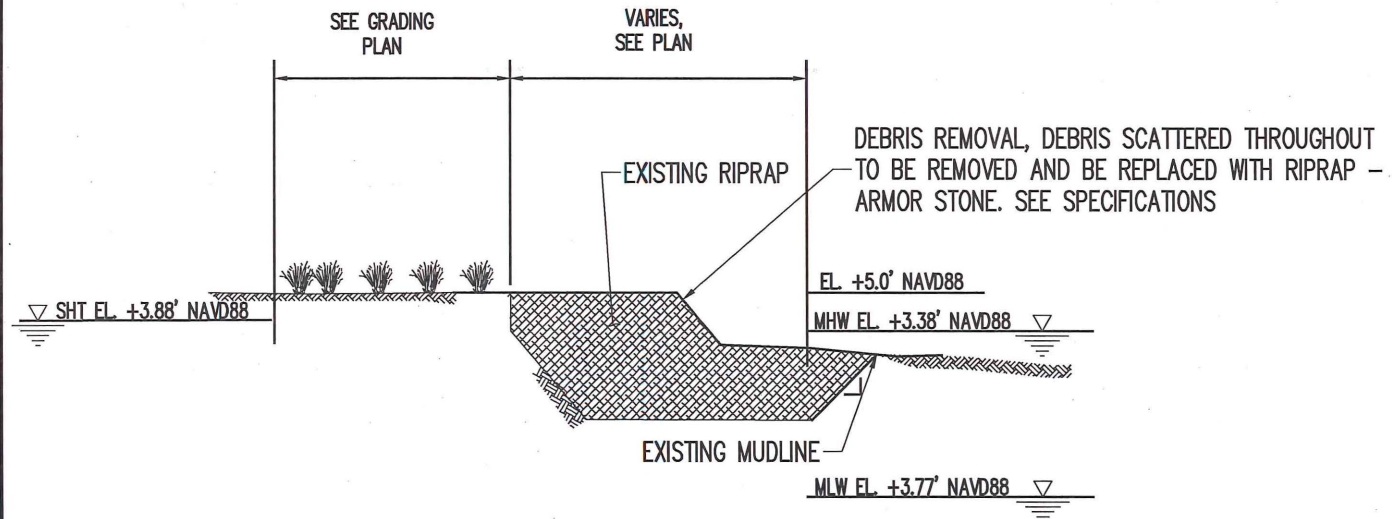 SEE GRADING
PLAN
VARIES,
SEE PLAN
DEBRIS REMOVAL, DEBRIS SCATTERED THROUGHOUT
TO BE REMOVED AND BE REPLACED WITH RIPRAP –
ARMOR STONE. SEE SPECIFICATIONS
EXISTING RIPRAP
EL. +5.0' NAVD88
SHT EL. +3.88' NAVD88
MHW EL. +3.38' NAVD88
EXISTING MUDLINE
MLW EL. +3.77' NAVD88